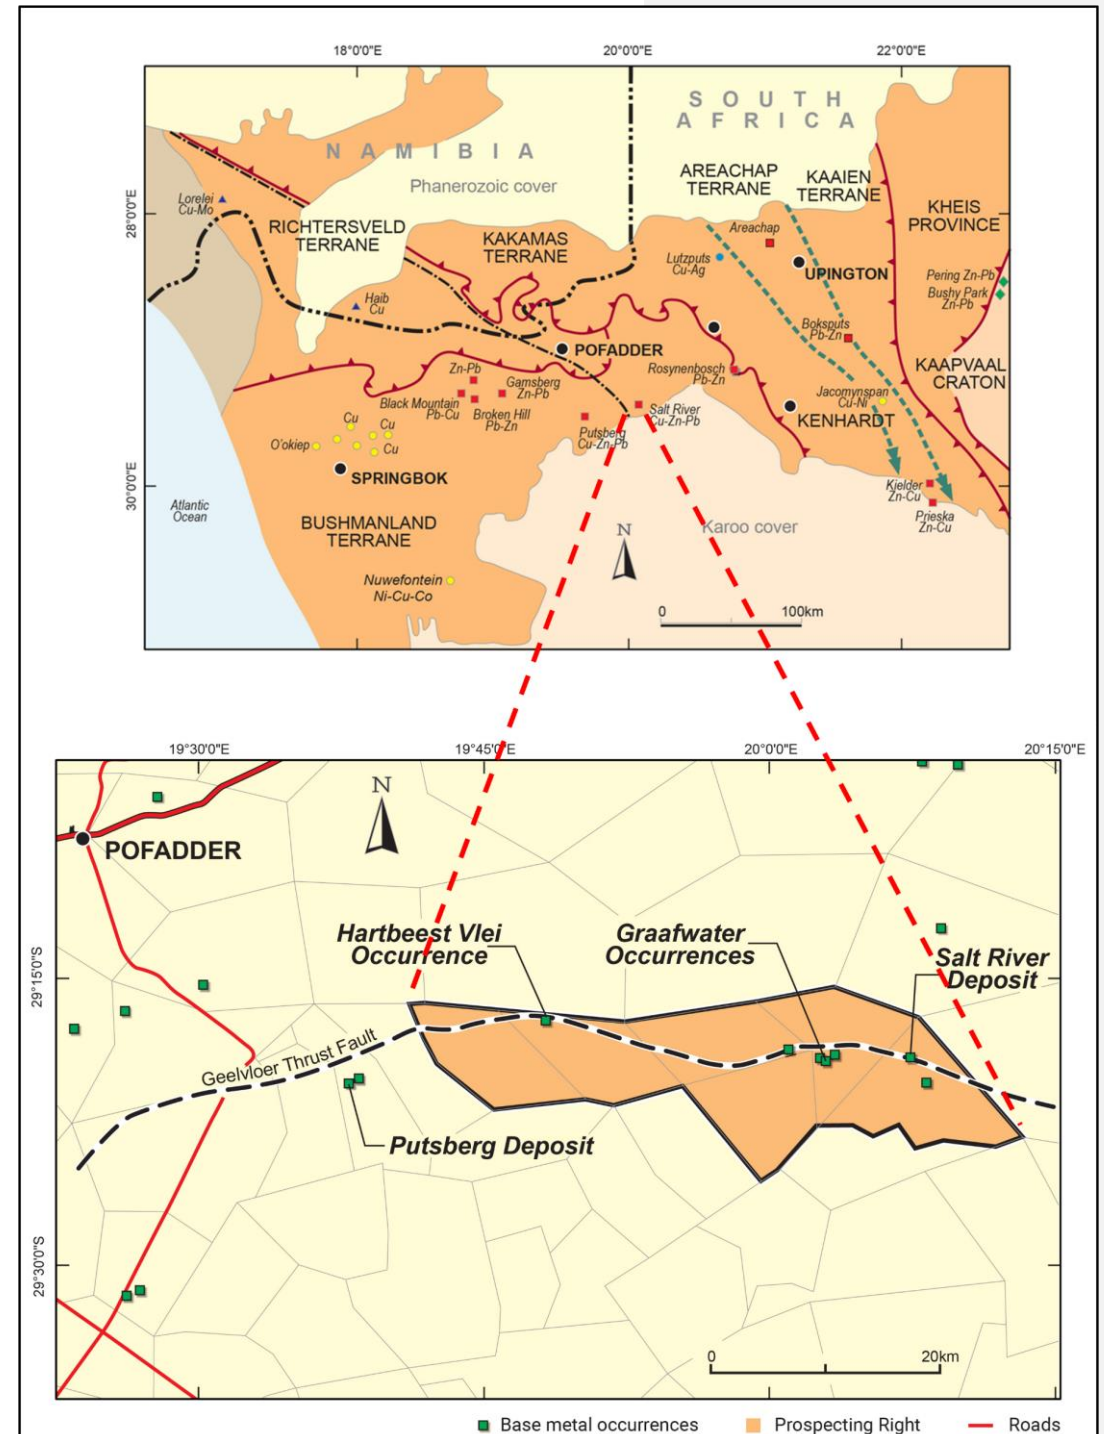 18°0'0"E
20°0'0"E
22°0'0"E
28°0'0"E
30°0'0"E
SOUTH
AFRICA
NAMIBIA
Phanerozoic cover
AREACHAP
TERRANE
KAAIEN
TERRANE
KHEIS
PROVINCE
Lorelei
Cu-Mo
RICHTERSVELD
TERRANE
KAKAMAS
TERRANE
Areachap
Lutzputs
Cu-Ag
UPINGTON
Pering Zn-Pb
Bushy Park
Zn-Pb
Haib
Cu
Boksputs
Pb-Zn
POFADDER
KAAPVAAL
CRATON
Zn-Pb
Gamsberg
Zn-Pb
Rosynenbosch
Pb-Zn
Black Mountain
Pb-Cu
Broken Hill
Pb-Zn
Salt River
Cu-Zn-Pb
Jacomynspan
Cu-Ni
KENHARDT
Cu
Cu
Putsberg
Cu-Zn-Pb
O'okiep
Cu
SPRINGBOK
Kielder
Zn-Cu
Atlantic
Ocean
BUSHMANLAND
TERRANE
N
Karoo cover
Prieska
Zn-Cu
Nuwefontein
Ni-Cu-Co
0
100km
19°30'0"E
19°45'0"E
20°0'0"E
20°15'0"E
29°15'0"S
29°30'0"S
N
POFADDER
Hartbeest Vlei
Occurrence
Graafwater
Occurrences
Salt River
Deposit
Geelvloer Thrust Fault
Putsberg Deposit
0
20km
Base metal occurrences
Prospecting Right
Roads